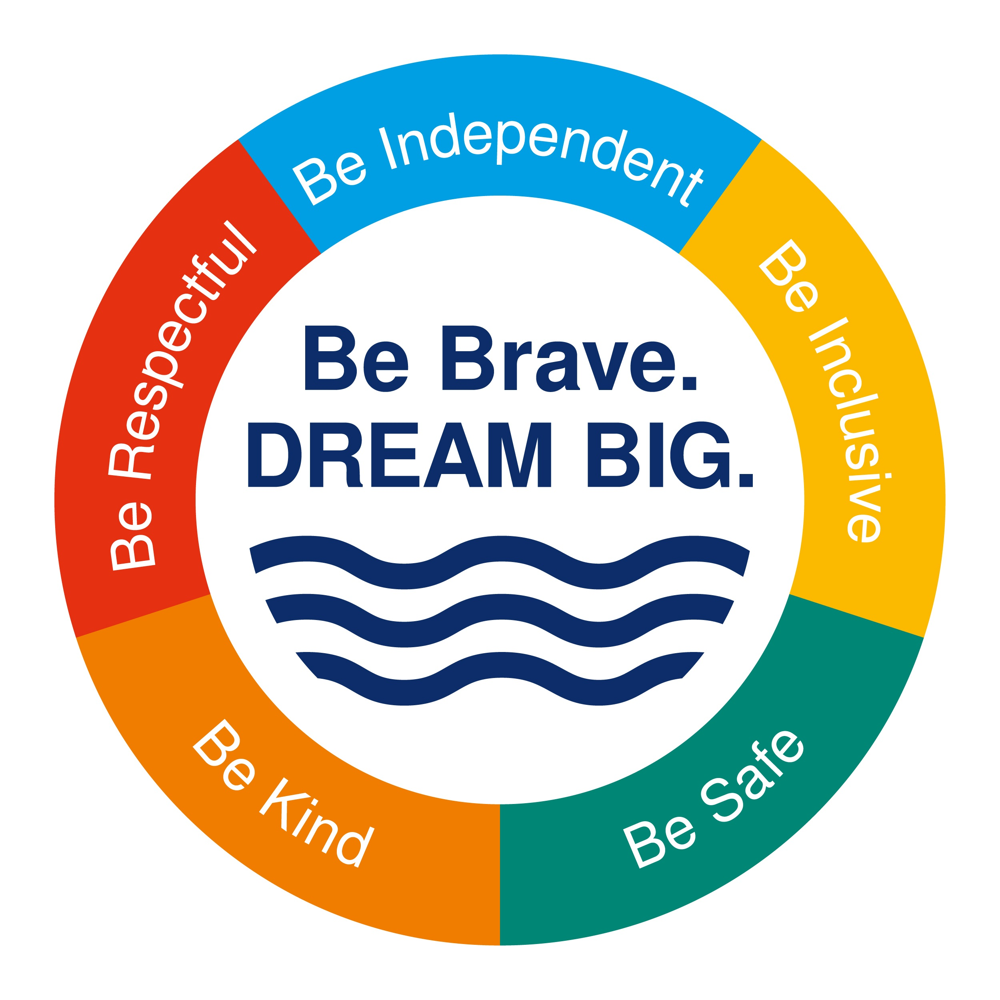 Be Independent
Be Inclusive
Be Safe
Be Kind
Be Respectful
Be Brave.
DREAM BIG.